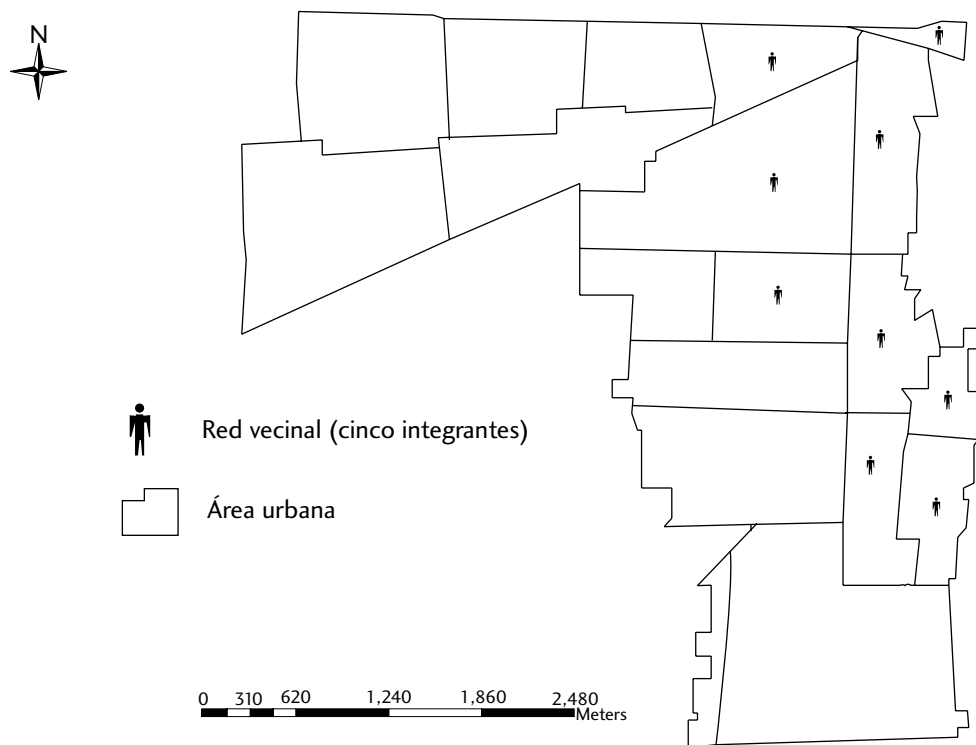 N
Red vecinal (cinco integrantes)
Área urbana
0 310 620 1,240 1,860 2,480
Meters